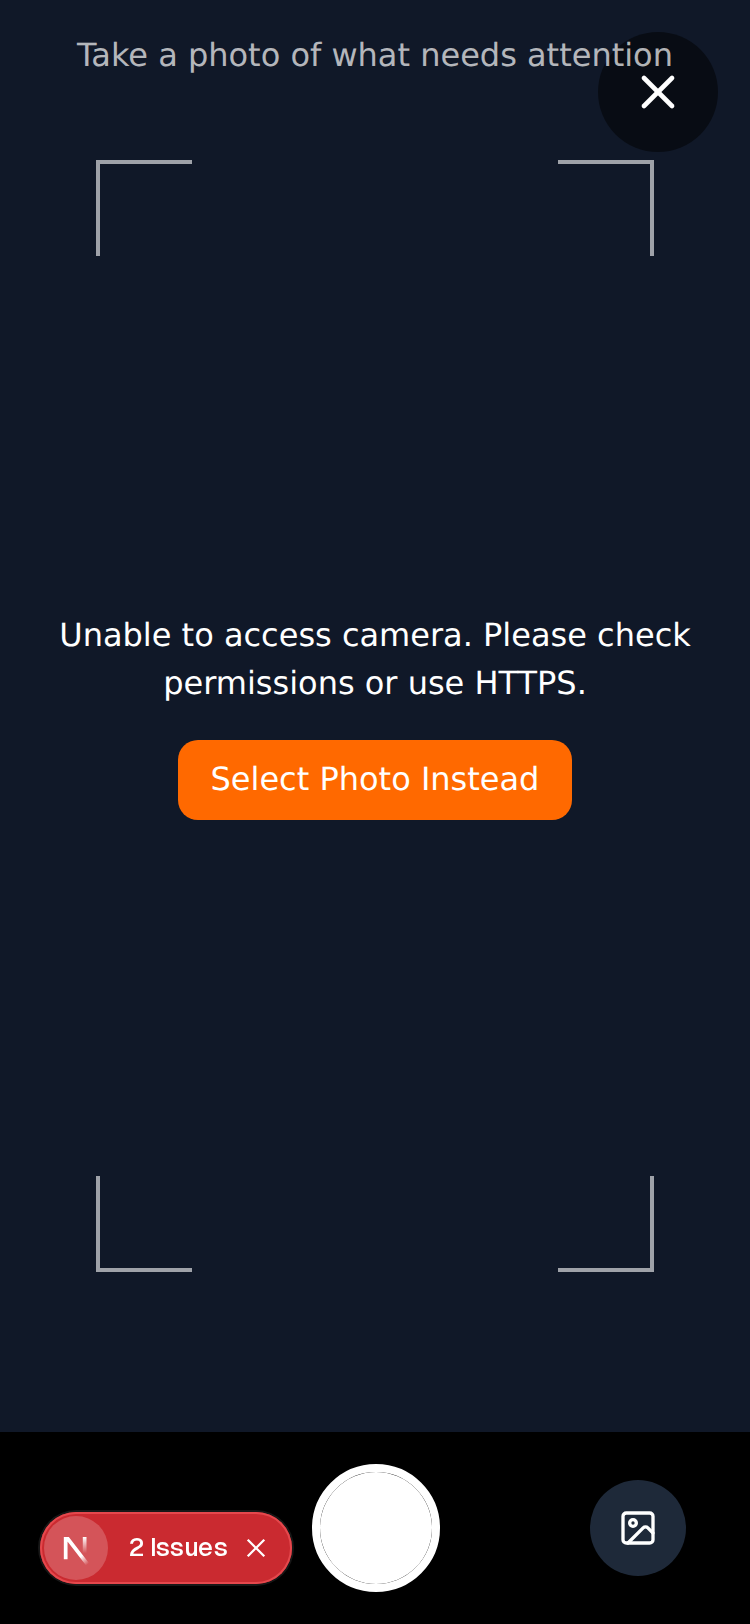 Take a photo of what needs attention
Unable to access camera. Please check
permissions or use HTTPS.
Select Photo Instead
N 2 Issues